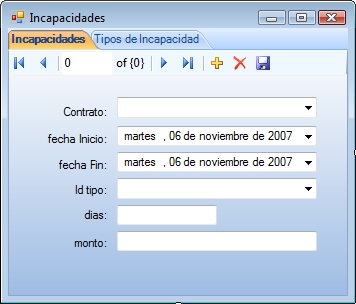 Incapacidades
Incapacidades Tipos de Incapacidad
0 of {0}
Contrato:
fecha Inicio: martes , 06 de noviembre de 2007
fecha Fin: martes , 06 de noviembre de 2007
Id tipo:
dias:
monto: